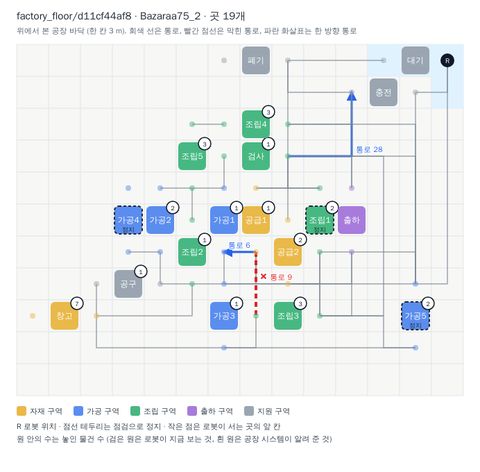 factory_floor/d11cf44af8 · Bazaraa75_2 · 곳 19개
위에서 본 공장 바닥 (한 칸 3 m). 회색 선은 통로, 빨간 점선은 막힌 통로, 파란 화살표는 한 방향 통로
폐기
대기
R
충전
3
조립4
3
조립5
1
검사
통로 28
가공4
정지
2
가공2
1
가공1
1
공급1
2
조립1
정지
출하
1
조립2
통로 6
2
공급2
통로 9
1
공구
7
창고
1
가공3
3
조립3
2
가공5
정지
자재 구역
가공 구역
조립 구역
출하 구역
지원 구역
R 로봇 위치 · 점선 테두리는 점검으로 정지 · 작은 점은 로봇이 서는 곳의 앞 칸
원 안의 수는 놓인 물건 수 (검은 원은 로봇이 지금 보는 것, 흰 원은 공장 시스템이 알려 준 것)